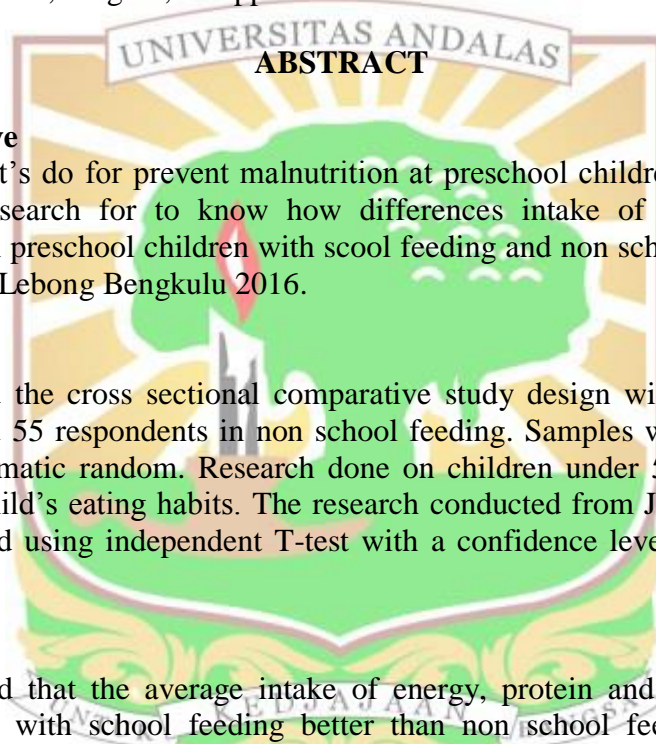 UNIVERSITAS ANDALAS
ABSTRACT
t’s do for prevent malnutrition at preschool childre
search for to know how differences intake of
preschool children with scool feeding and non sch
Lebong Bengkulu 2016.
the cross sectional comparative study design wi
55 respondents in non school feeding. Samples w
matic random. Research done on children under 5
ild’s eating habits. The research conducted from J
d using independent T-test with a confidence leve
d that the average intake of energy, protein and
with school feeding better than non school fee
KEDJAJAAN